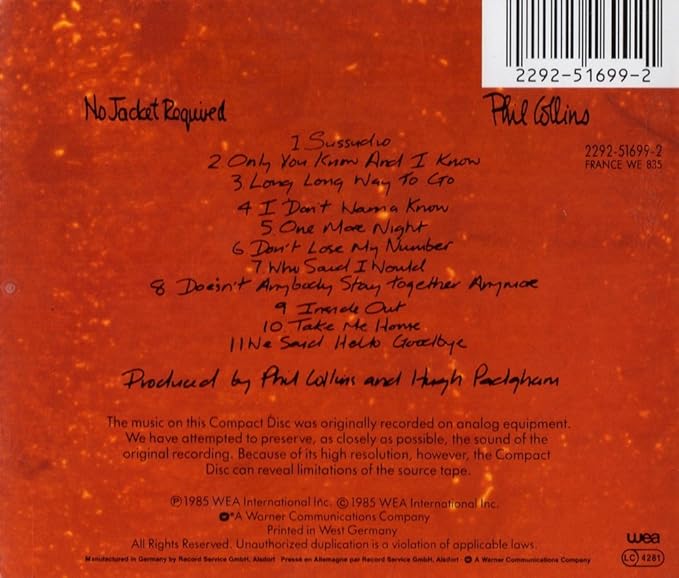 2292-51699-2
No Jacket Required
Phil Collins
1 Sussudio
2 Only You Know And I Know
3 Long Long Way To Go
4 I Don't Wanna Know
5 One More Night
6 Don't Lose My Number
7 Who Said I Would
8 Doesn't Anybody Stay Together Anymore
9 Inside Out
10 Take Me Home
11 We Said Hello Goodbye
2292-51699-2
FRANCE WE 835
Produced by Phil Collins and Hugh Padgham
The music on this Compact Disc was originally recorded on analog equipment.
We have attempted to preserve, as closely as possible, the sound of the
original recording. Because of its high resolution, however, the Compact
Disc can reveal limitations of the source tape.
℗1985 WEA International Inc. ©1985 WEA International Inc.
*A Warner Communications Company
Printed in West Germany
All Rights Reserved. Unauthorized duplication is a violation of applicable laws.
Manufactured in Germany by Record Service GmbH, Alsdorf Pressé en Allemagne par Record Service GmbH, Alsdorf A Warner Communications Company
wea
LC 4281